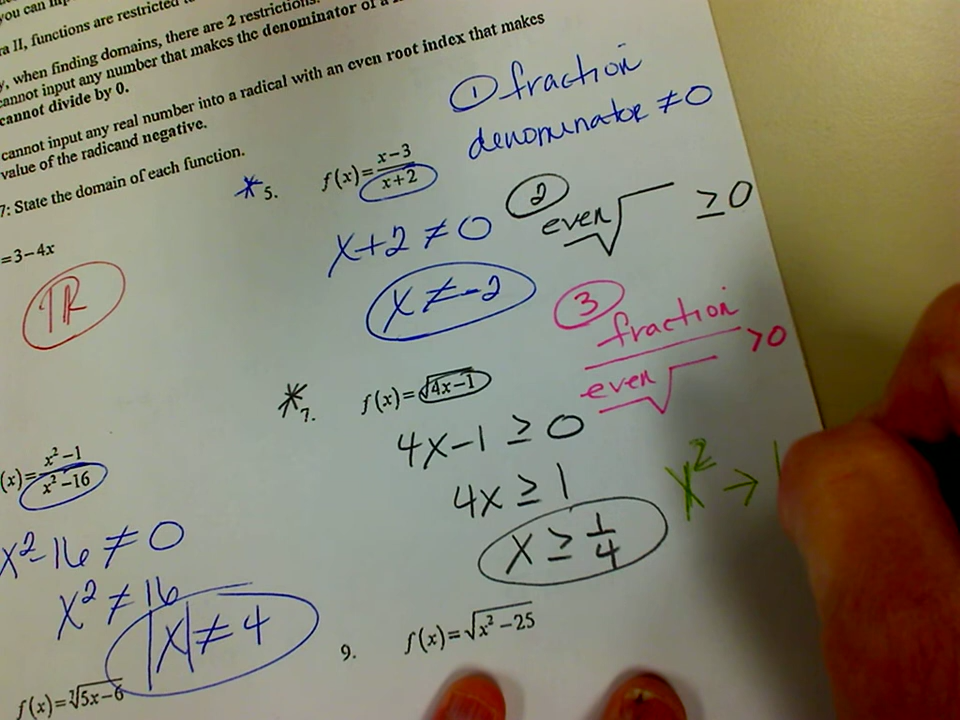 you can
ra II, functions are restricted to
y, when finding domains, there are 2 restrictions.
cannot input any number that makes the denominator of a
cannot divide by 0.
cannot input any real number into a radical with an even root index that makes
value of the radicand negative.
7: State the domain of each function.
= 3 – 4x
ℝ
* 5. f(x) = (x – 3)/(x + 2)
x + 2 ≠ 0
x ≠ -2
① fraction
denominator ≠ 0
② even √ ≥ 0
③ fraction
even √ > 0
* 7. f(x) = √(4x – 1)
4x – 1 ≥ 0
4x ≥ 1
x ≥ 1/4
x² →
(x) = (x² – 1)/(x² – 16)
x² – 16 ≠ 0
x² ≠ 16
|x| ≠ 4
f(x) = ∛(5x – 6)
9. f(x) = √(x² – 25)